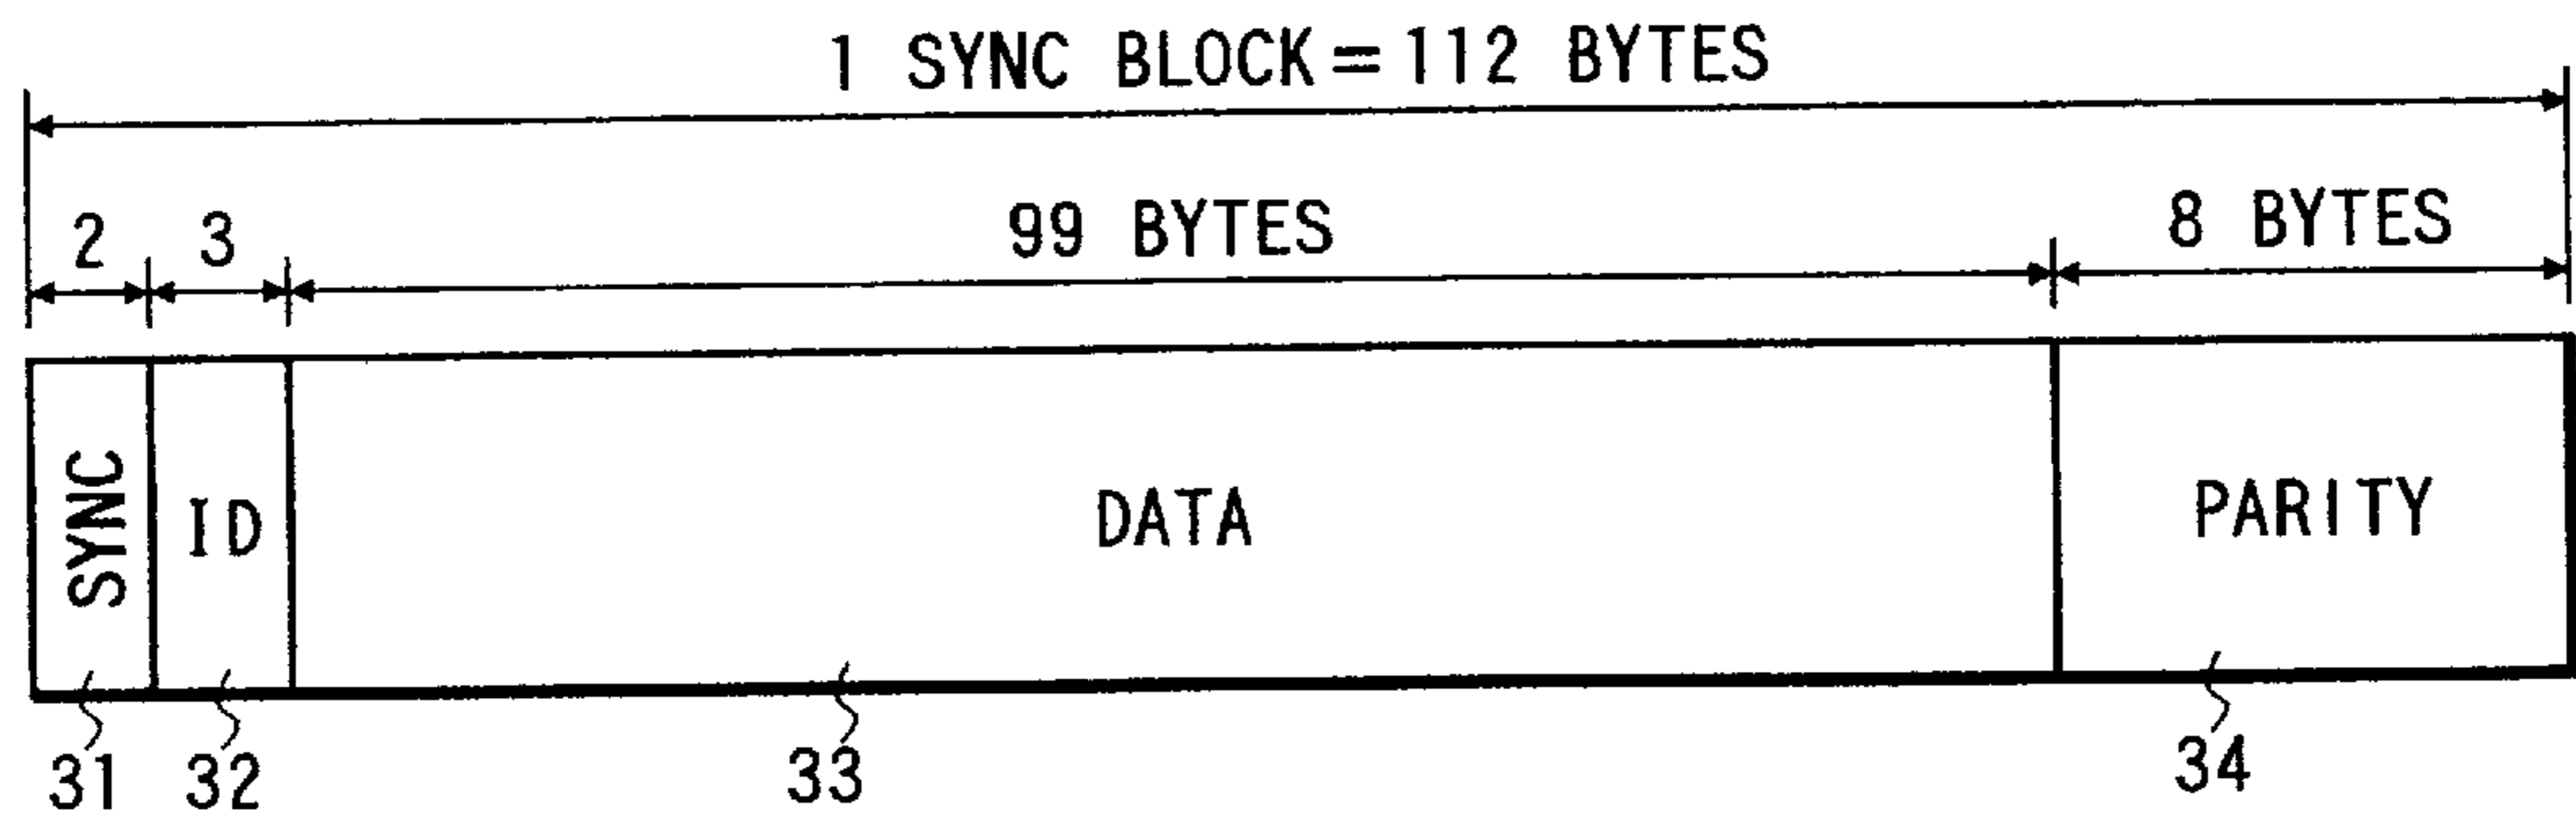 1 SYNC BLOCK=112 BYTES
2 3 99 BYTES 8 BYTES
SYNC ID DATA PARITY
31 32 33 34